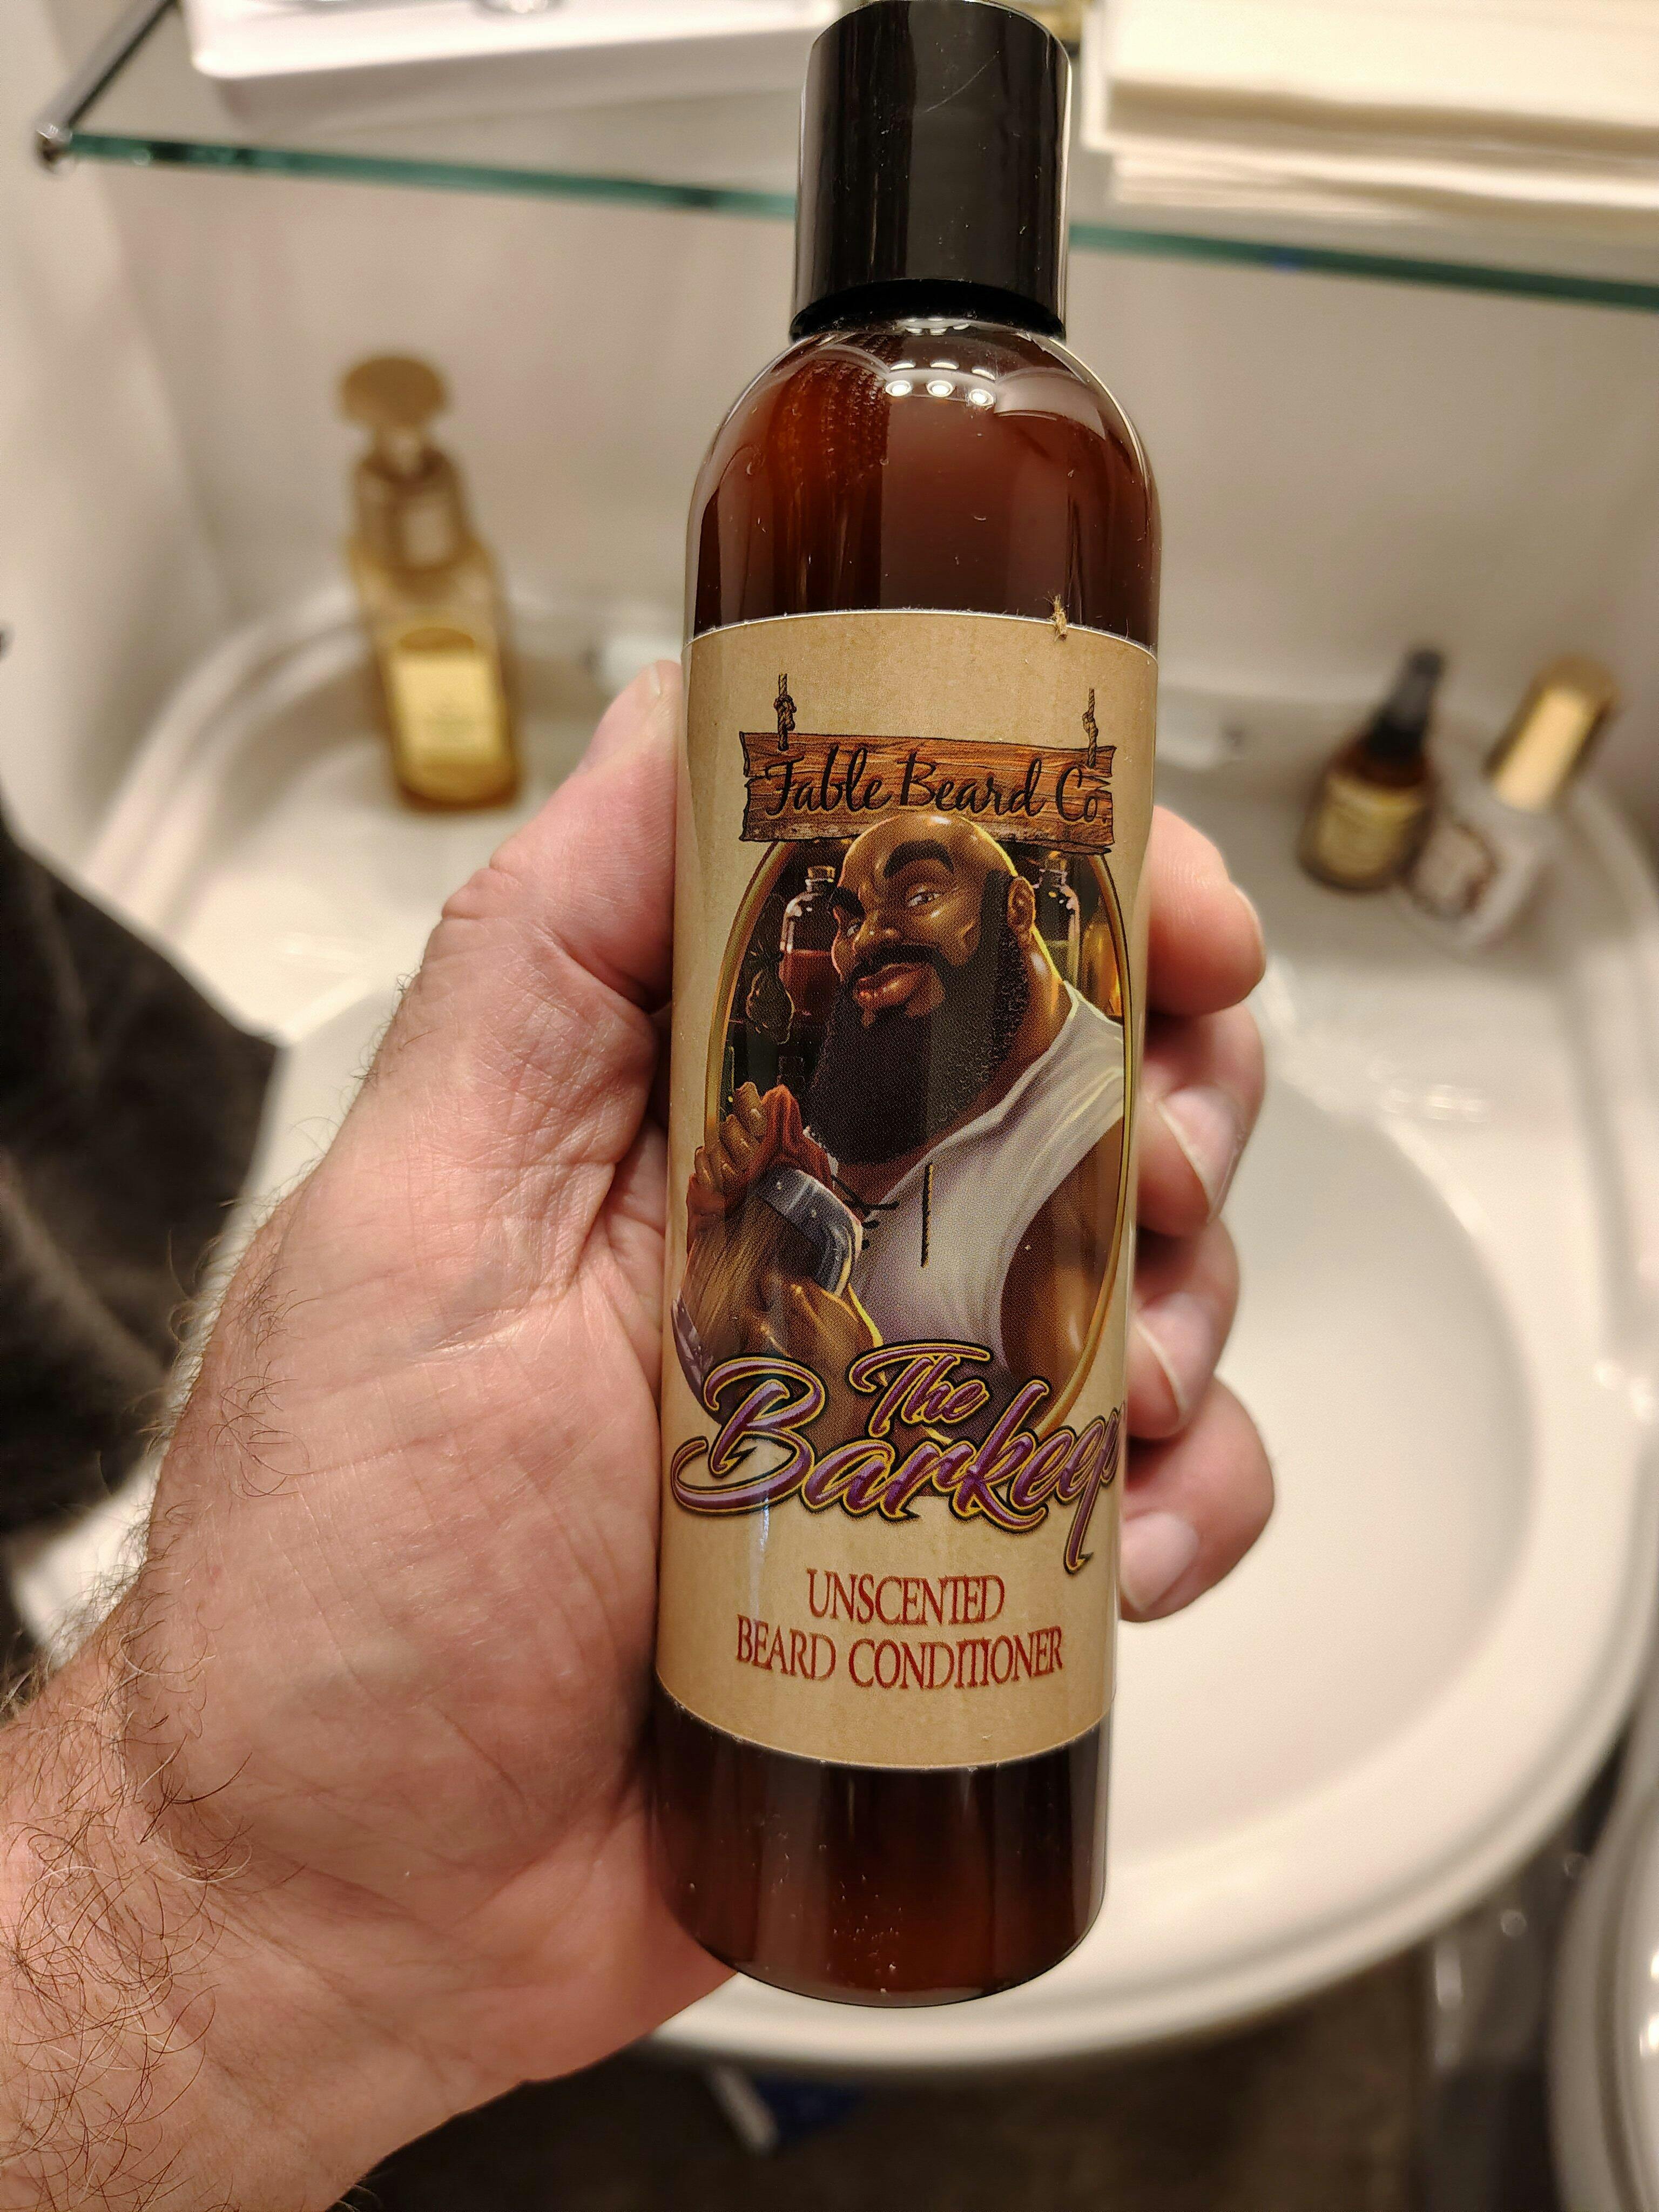 Fable Beard Co
The
Barkeep
UNSCENTED
BEARD CONDITIONER